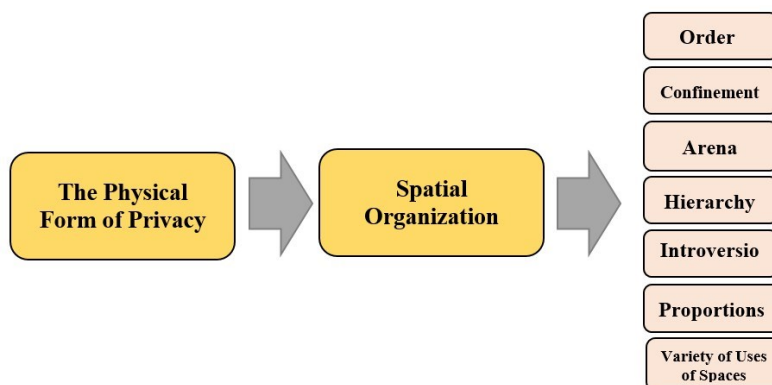 The Physical
Form of Privacy
Spatial
Organization
Order
Confinement
Arena
Hierarchy
Introversio
Proportions
Variety of Uses
of Spaces